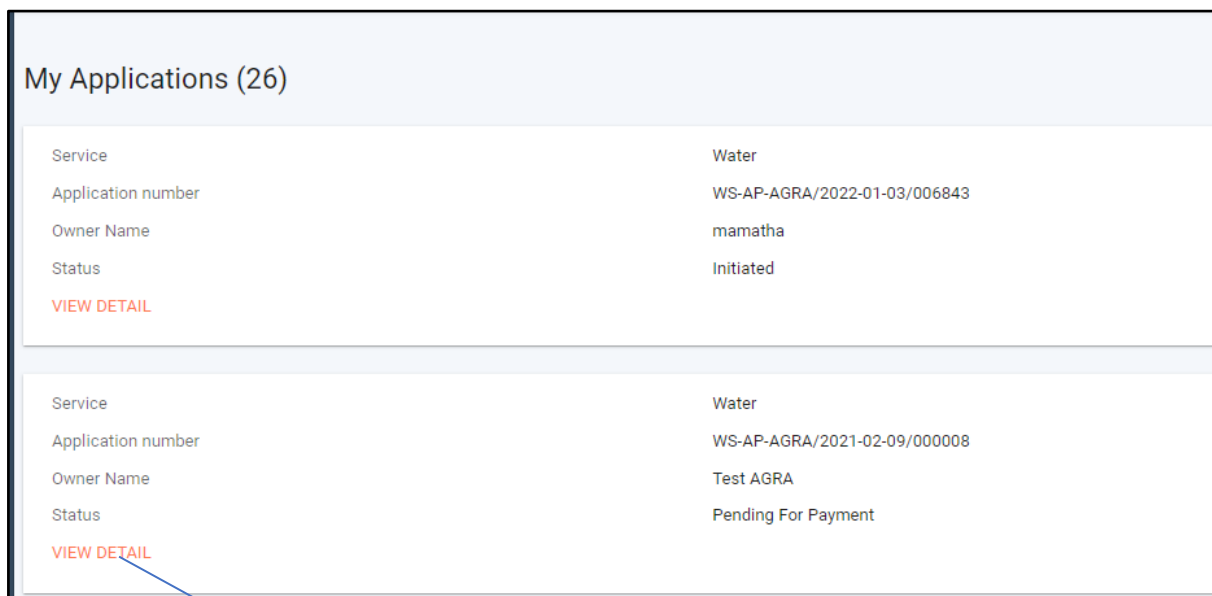 My Applications (26)
Service Water
Application number WS-AP-AGRA/2022-01-03/006843
Owner Name mamatha
Status Initiated
VIEW DETAIL
Service Water
Application number WS-AP-AGRA/2021-02-09/000008
Owner Name Test AGRA
Status Pending For Payment
VIEW DETAIL